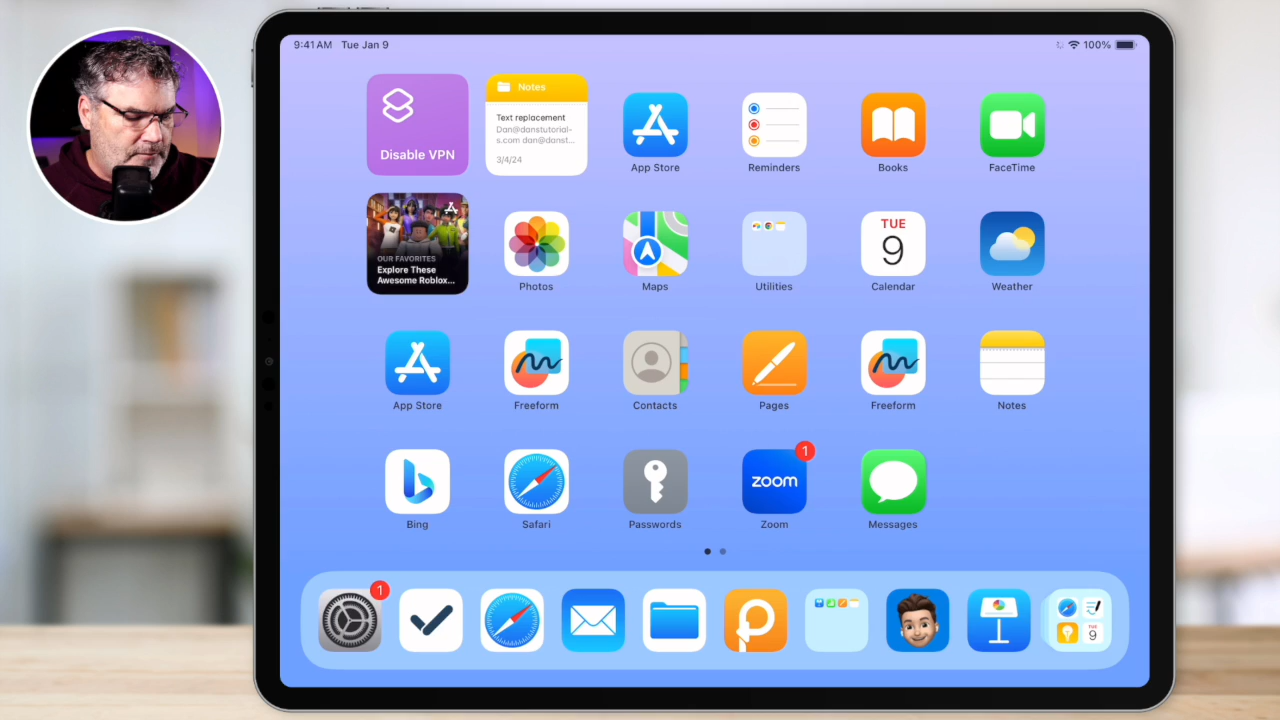 9:41 AM Tue Jan 9
100%
Disable VPN
Notes
Text replacement
Dan@danstutorial-
s.com dan@danst...
3/4/24
App Store
Reminders
Books
FaceTime
OUR FAVORITES
Explore These
Awesome Roblox...
Photos
Maps
Utilities
TUE
9
Calendar
Weather
App Store
Freeform
Contacts
Pages
Freeform
Notes
Bing
Safari
Passwords
zoom
1
Zoom
Messages
1
TUE
9